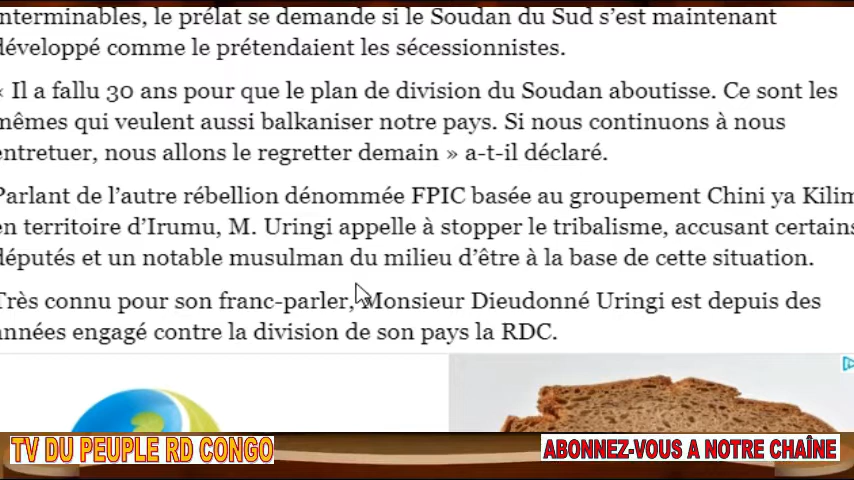 nterminables, le prélat se demande si le Soudan du Sud s'est maintenant
développé comme le prétendaient les sécessionnistes.
« Il a fallu 30 ans pour que le plan de division du Soudan aboutisse. Ce sont les
mêmes qui veulent aussi balkaniser notre pays. Si nous continuons à nous
entretuer, nous allons le regretter demain » a-t-il déclaré.
Parlant de l'autre rébellion dénommée FPIC basée au groupement Chini ya Kilim
en territoire d'Irumu, M. Uringi appelle à stopper le tribalisme, accusant certains
députés et un notable musulman du milieu d'être à la base de cette situation.
Très connu pour son franc-parler, Monsieur Dieudonné Uringi est depuis des
années engagé contre la division de son pays la RDC.
TV DU PEUPLE RD CONGO
ABONNEZ-VOUS A NOTRE CHAÎNE